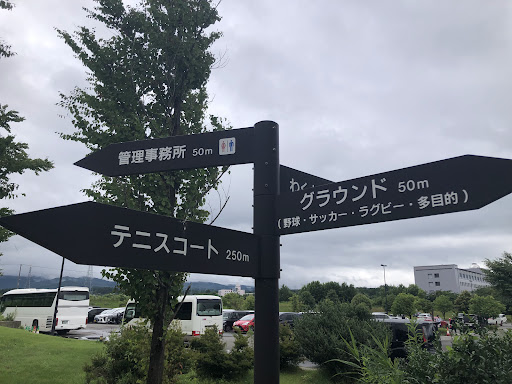 管理事務所 50m
わ
グラウンド 50m
(野球・サッカー・ラグビー・多目的)
テニスコート 250m